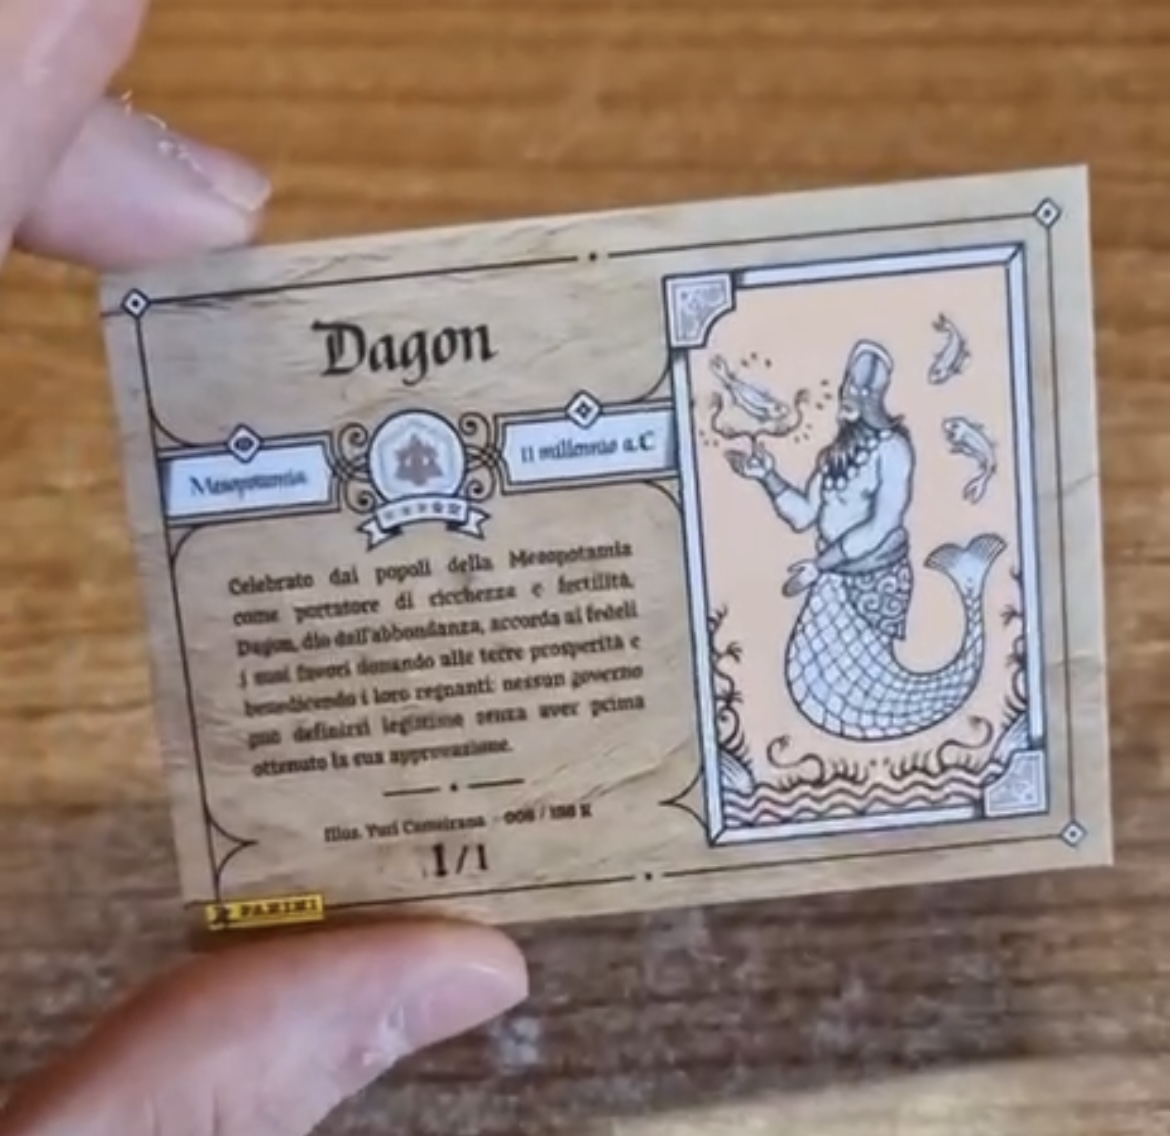 Dagon
Mesopotamia
II millennio a.C
Celebrato dai popoli della Mesopotamia
come portatore di ricchezza e fertilità,
Dagon, dio dell'abbondanza, accorda ai fedeli
i suoi favori donando alle terre prosperità e
benedicendo i loro regnanti: nessun governo
può definirsi legittimo senza aver prima
ottenuto la sua approvazione.
Illus. Yuri
1/1
PANINI